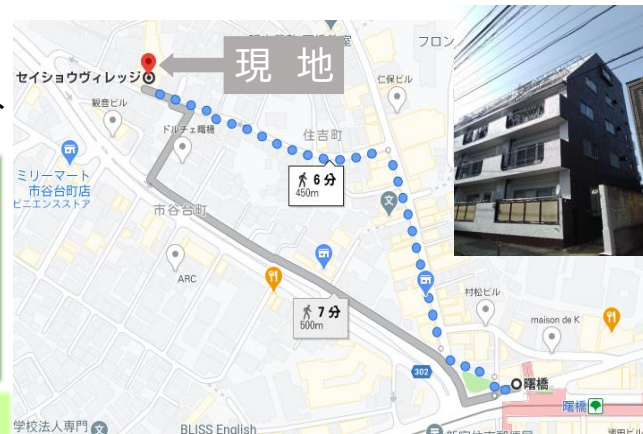 現 地
フロン
セイショウヴィレッジ
観音ビル
ドルチェ曙橋
仁保ビル
住吉町
ミリーマート
市谷台町店
ビニエンスストア
6 分
450m
市谷台町
文
ARC
村松ビル
7 分
500m
maison de K
302
曙橋
曙橋
学校法人専門
文
BLISS English